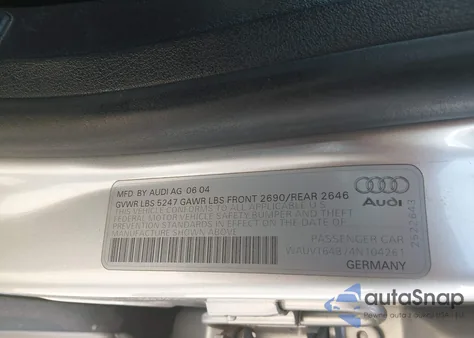 MFD. BY AUDI AG 06 04
GVWR LBS 5247 GAWR LBS FRONT 2690/REAR 2646
THIS VEHICLE CONFORMS TO ALL APPLICABLE U.S.
FEDERAL MOTOR VEHICLE SAFETY BUMPER AND THEFT
PREVENTION STANDARDS IN EFFECT ON THE DATE OF
MANUFACTURE SHOWN ABOVE.
PASSENGER CAR
GERMANY
Audi
autoSnap